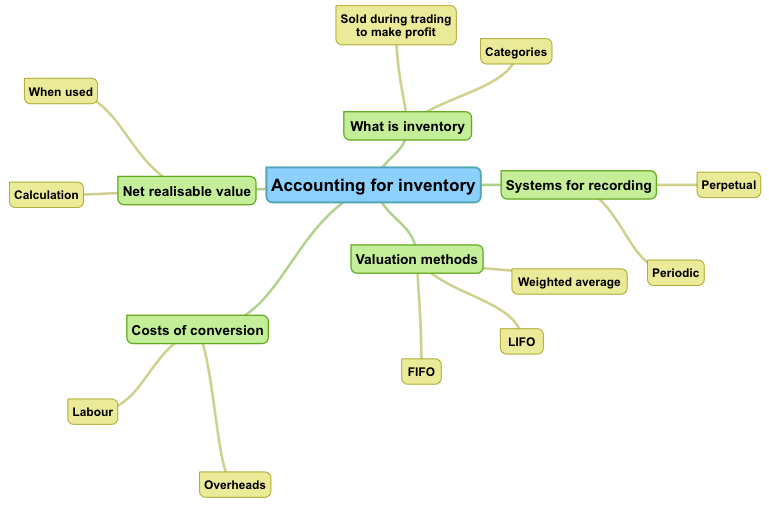 Sold during trading
to make profit
Categories
When used
What is inventory
Calculation
Net realisable value
Accounting for inventory
Systems for recording
Perpetual
Valuation methods
Weighted average
Periodic
Costs of conversion
LIFO
FIFO
Labour
Overheads